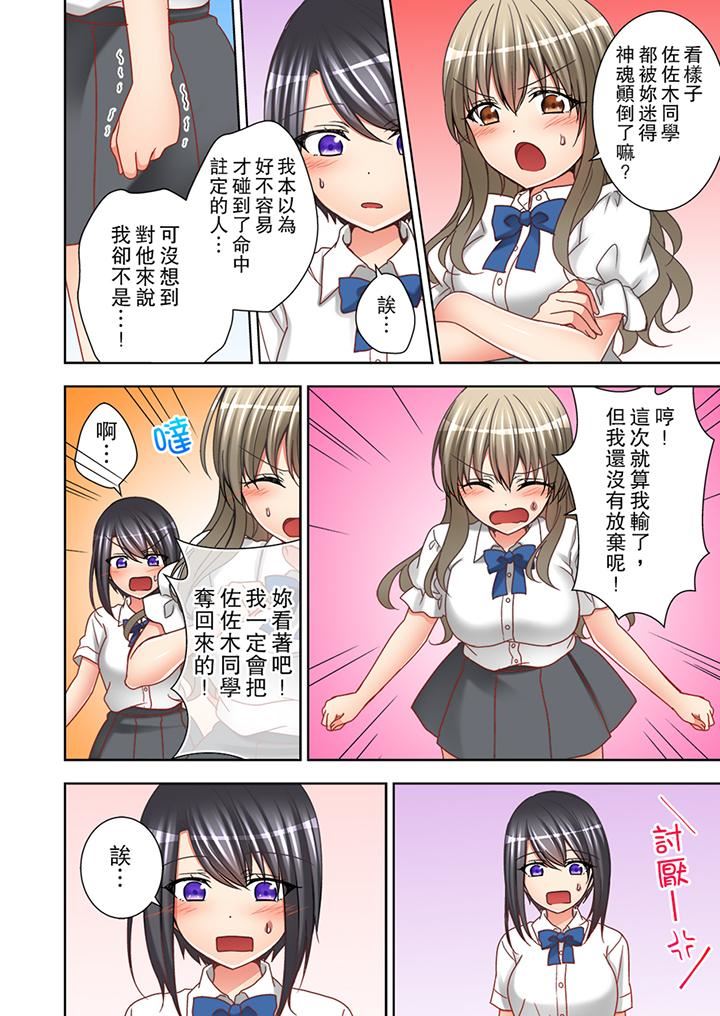 看樣子
佐佐木同學
都被妳迷得
神魂顛倒了嘛？
誒…
我本以為
好不容易
才碰到了命中
註定的人…
可沒想到
對他來說
我卻不是…！
哼！
這次就算我輸了，
但我還沒有放棄呢！
噠
啊…
妳看著吧！
我一定會把
佐佐木同學
奪回來的！
討厭ー
誒…